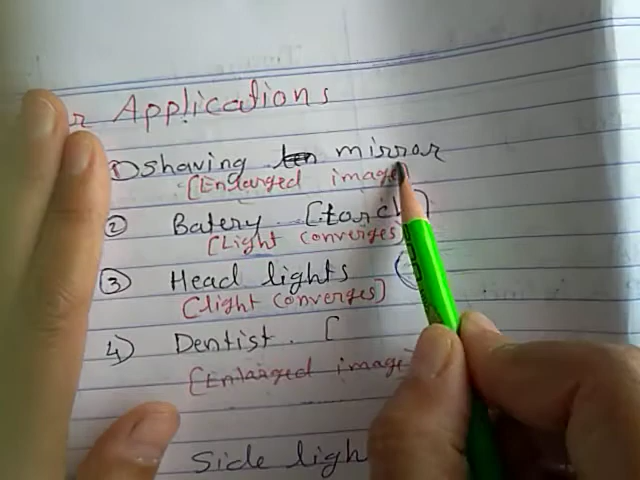 Applications
① shaving mirror
(Enlarged image)
② Batery [torch]
(Light converges)
③ Head lights
(light converges)
4) Dentist. [
(Enlarged image)
Side ligh